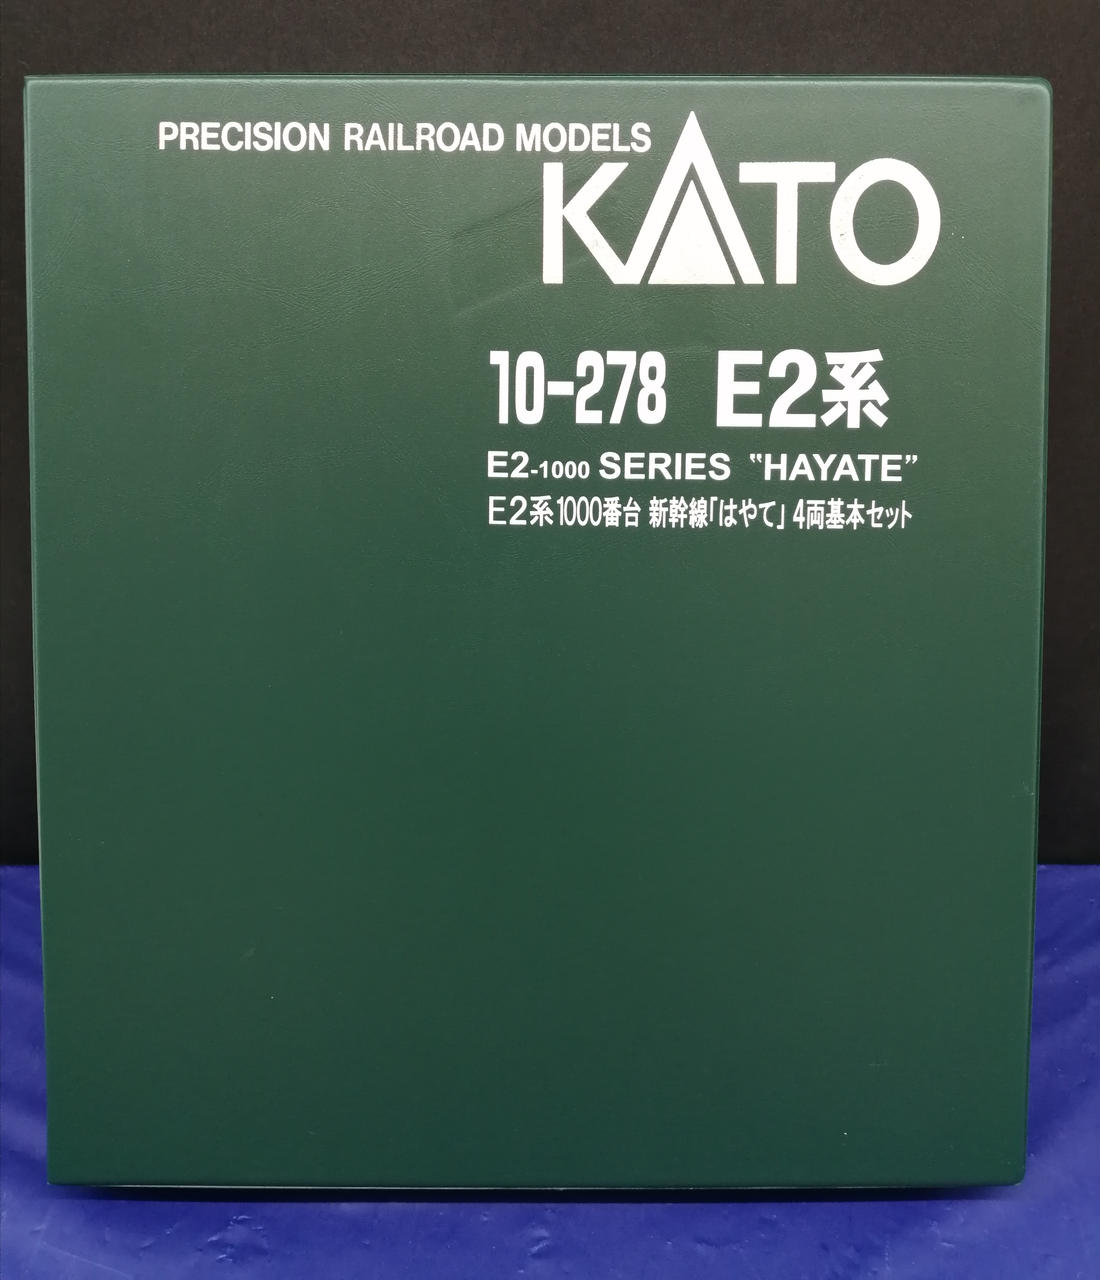 PRECISION RAILROAD MODELS
KATO
10-278 E2系
E2-1000 SERIES "HAYATE"
E2系1000番台 新幹線「はやて」 4両基本セット